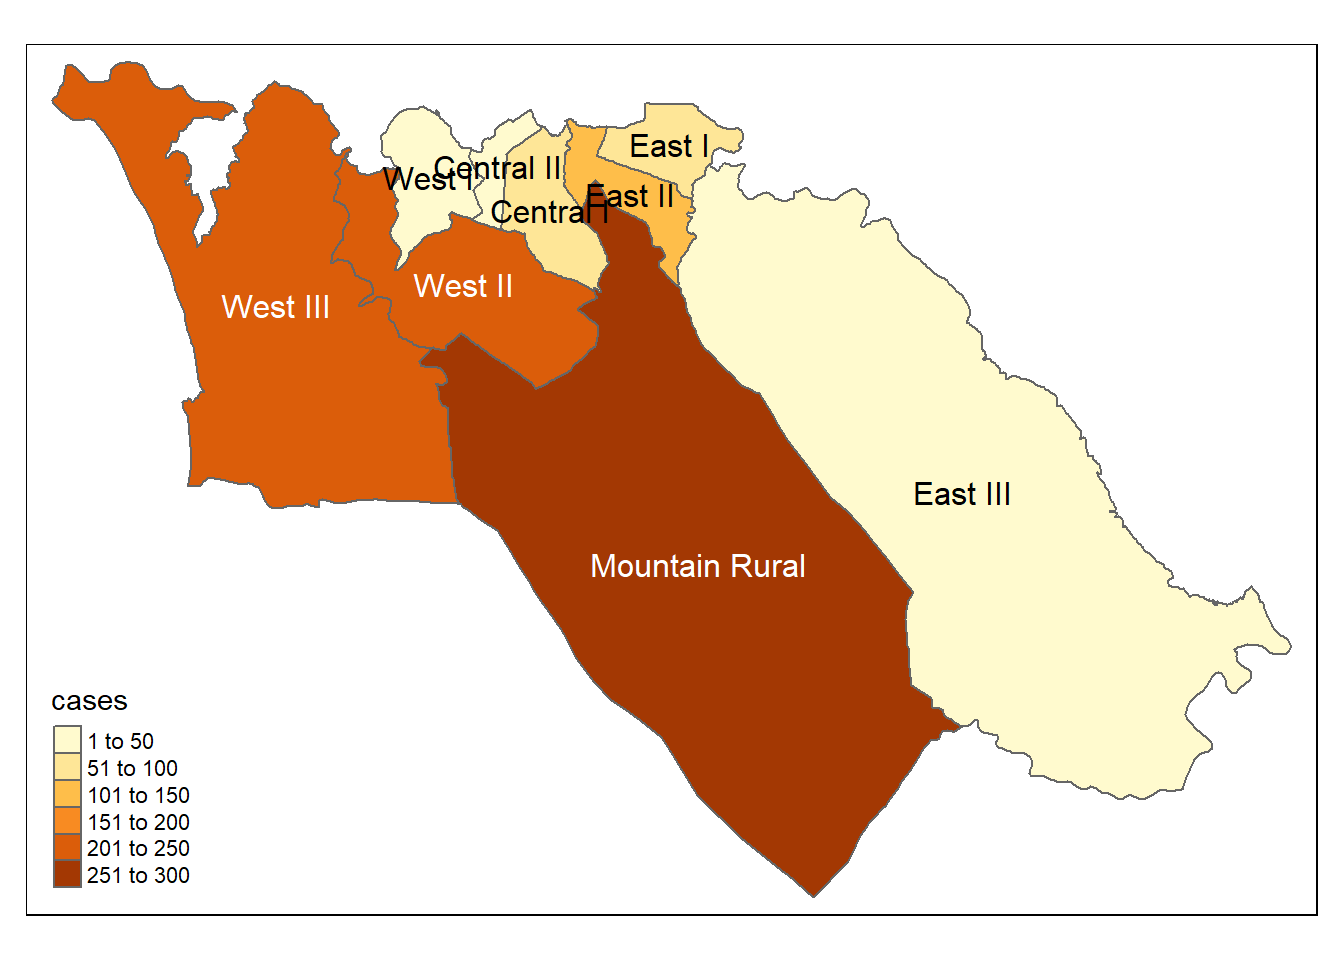 East I
Central II
West I
East II
Central I
West II
West III
East III
Mountain Rural
cases
1 to 50
51 to 100
101 to 150
151 to 200
201 to 250
251 to 300